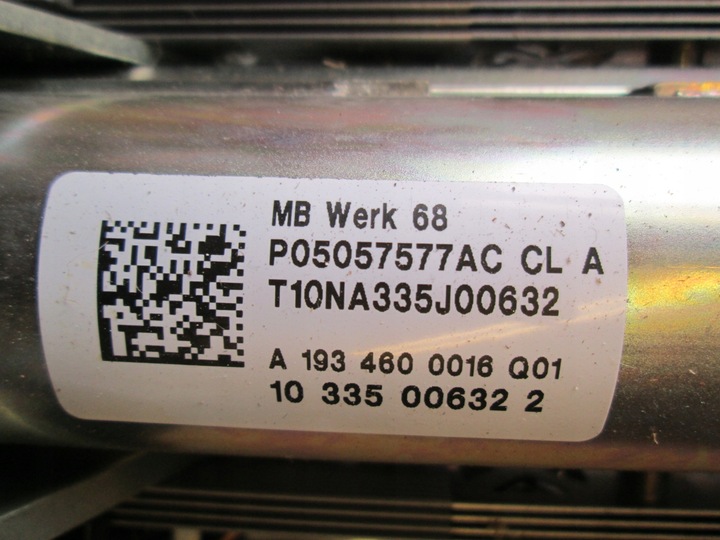 MB Werk 68
P05057577AC CL A
T10NA335J00632
A 193 460 0016 Q01
10 335 00632 2